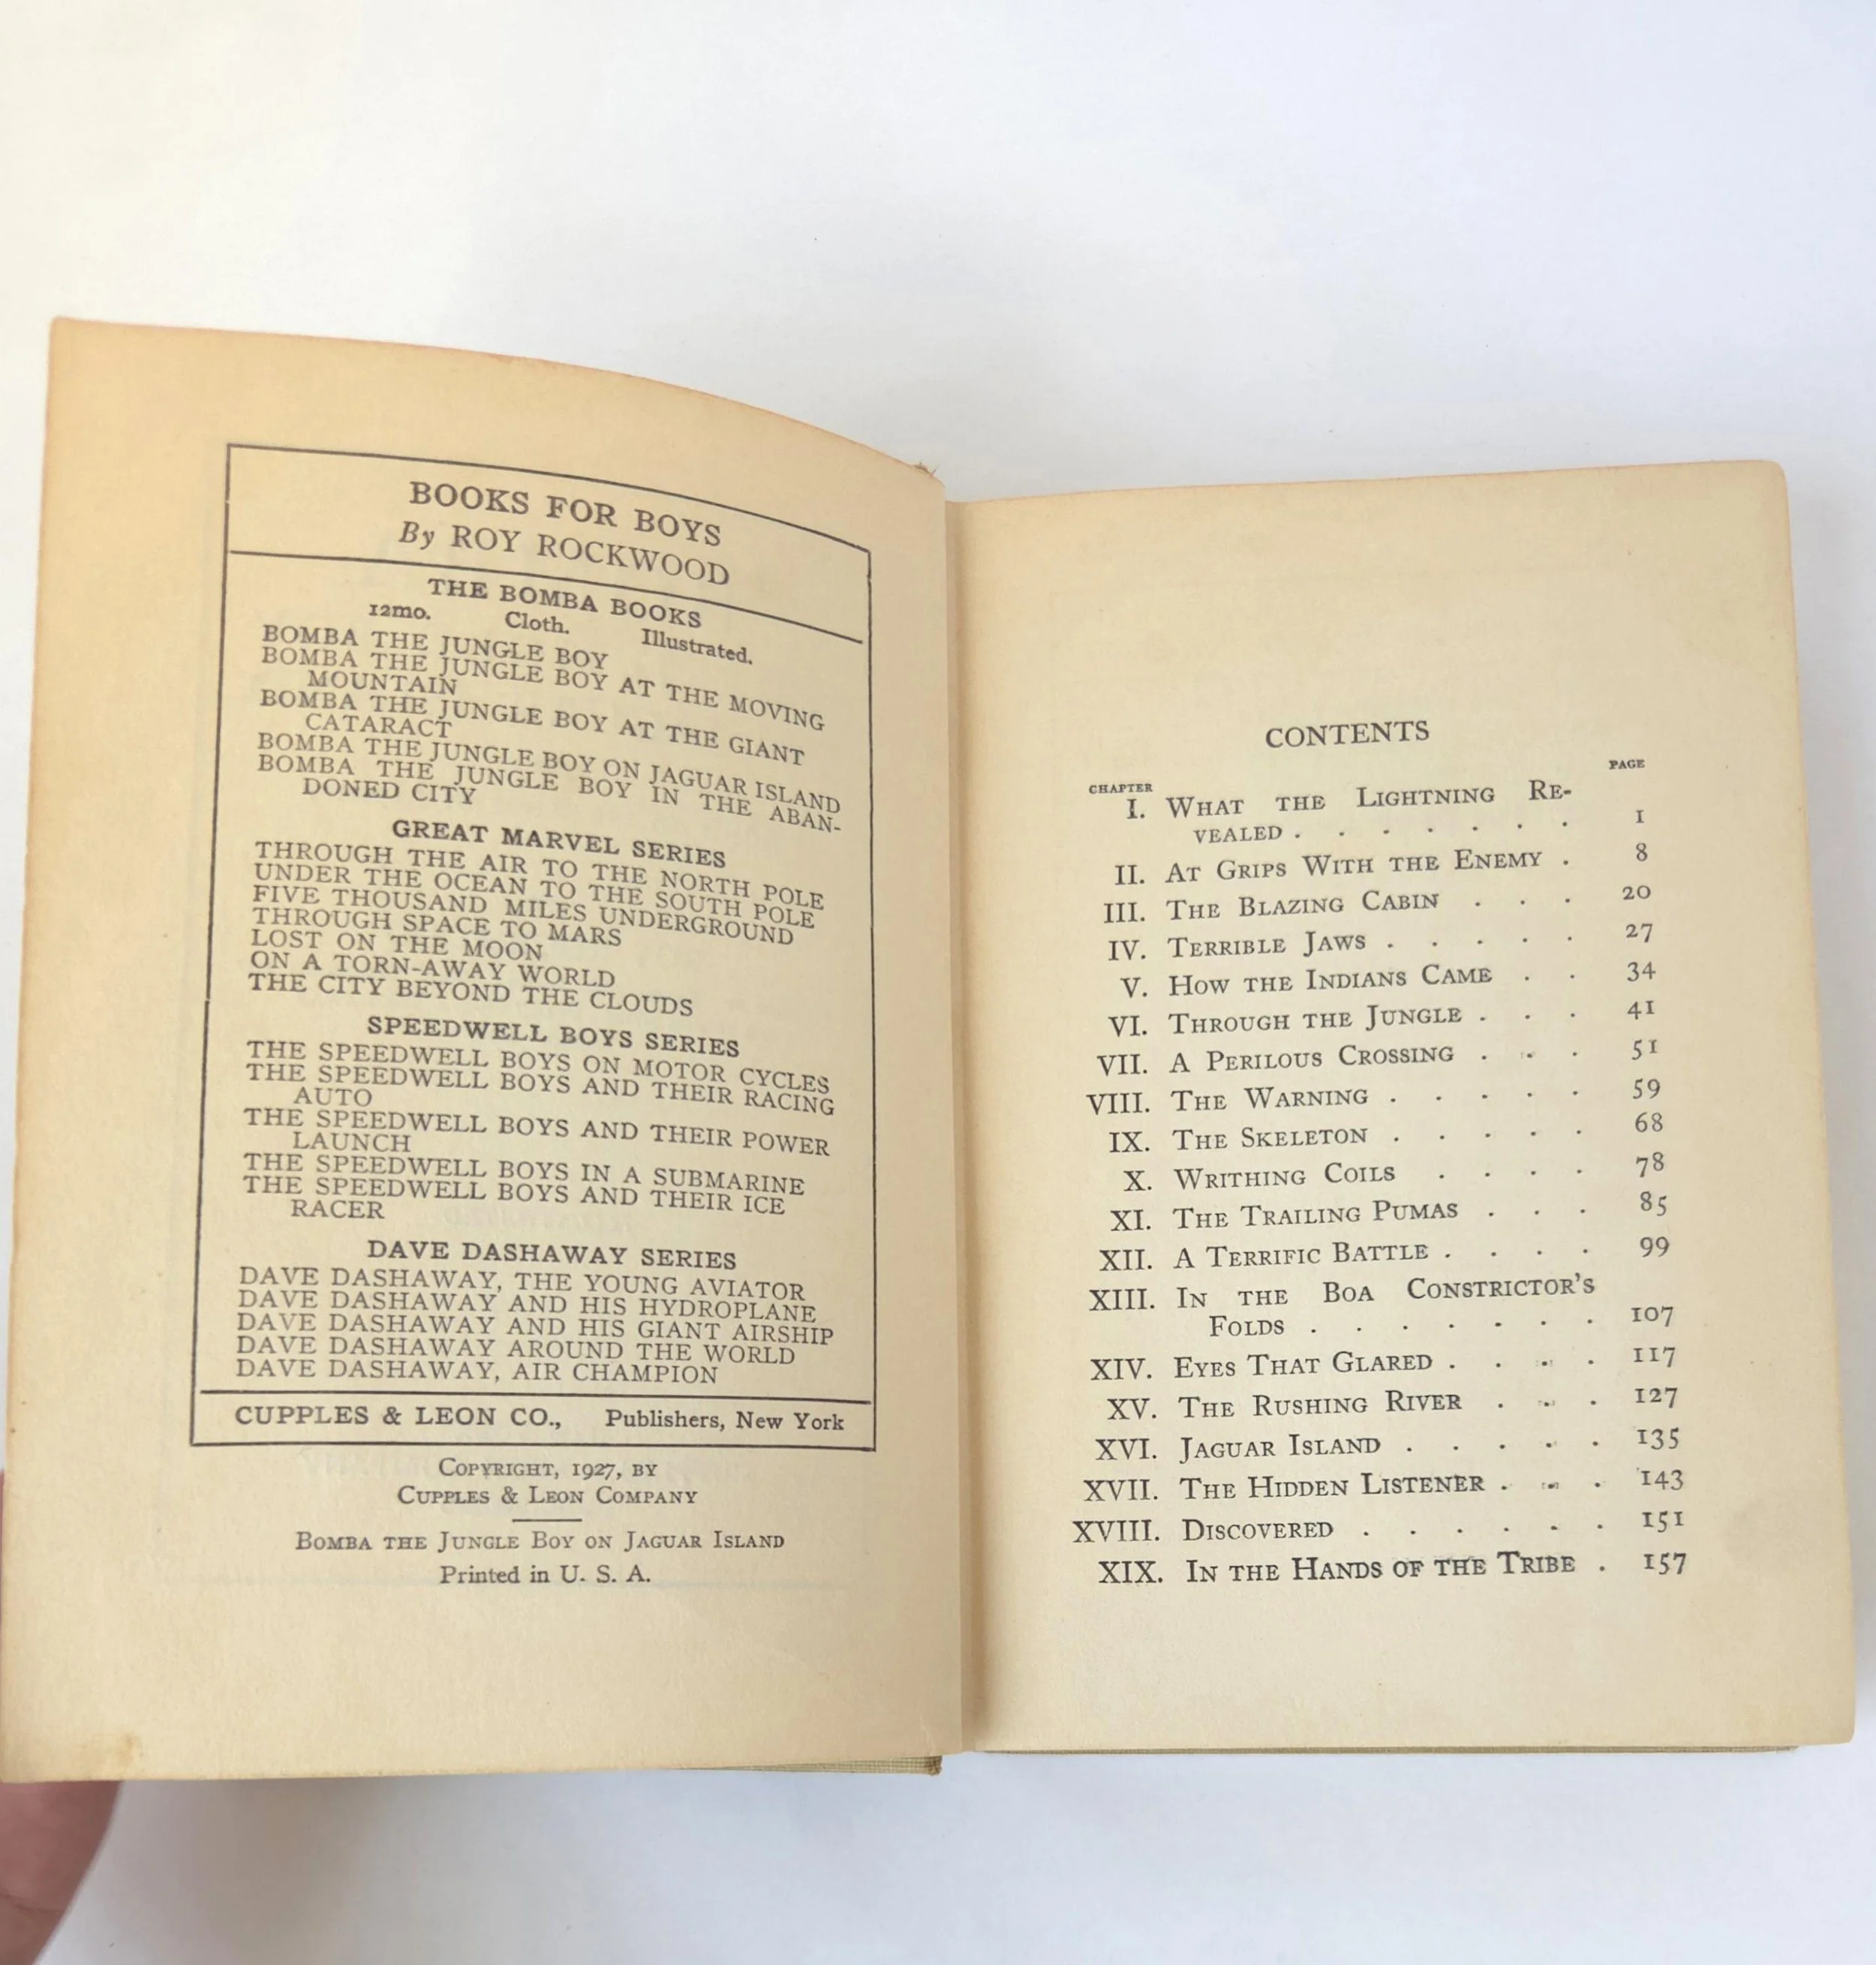 BOOKS FOR BOYS
By ROY ROCKWOOD
THE BOMBA BOOKS
12mo. Cloth. Illustrated.
BOMBA THE JUNGLE BOY
BOMBA THE JUNGLE BOY AT THE MOVING
MOUNTAIN
BOMBA THE JUNGLE BOY AT THE GIANT
CATARACT
BOMBA THE JUNGLE BOY ON JAGUAR ISLAND
BOMBA THE JUNGLE BOY IN THE ABAN-
DONED CITY
GREAT MARVEL SERIES
THROUGH THE AIR TO THE NORTH POLE
UNDER THE OCEAN TO THE SOUTH POLE
FIVE THOUSAND MILES UNDERGROUND
THROUGH SPACE TO MARS
LOST ON THE MOON
ON A TORN-AWAY WORLD
THE CITY BEYOND THE CLOUDS
SPEEDWELL BOYS SERIES
THE SPEEDWELL BOYS ON MOTOR CYCLES
THE SPEEDWELL BOYS AND THEIR RACING
AUTO
THE SPEEDWELL BOYS AND THEIR POWER
LAUNCH
THE SPEEDWELL BOYS IN A SUBMARINE
THE SPEEDWELL BOYS AND THEIR ICE
RACER
DAVE DASHAWAY SERIES
DAVE DASHAWAY, THE YOUNG AVIATOR
DAVE DASHAWAY AND HIS HYDROPLANE
DAVE DASHAWAY AND HIS GIANT AIRSHIP
DAVE DASHAWAY AROUND THE WORLD
DAVE DASHAWAY, AIR CHAMPION
CUPPLES & LEON CO., Publishers, New York
COPYRIGHT, 1927, BY
CUPPLES & LEON COMPANY
BOMBA THE JUNGLE BOY ON JAGUAR ISLAND
Printed in U. S. A.
CONTENTS
CHAPTER PAGE
I. WHAT THE LIGHTNING RE-
VEALED . . . . . . . 1
II. AT GRIPS WITH THE ENEMY . 8
III. THE BLAZING CABIN . . . 20
IV. TERRIBLE JAWS . . . . . 27
V. HOW THE INDIANS CAME . . 34
VI. THROUGH THE JUNGLE . . . 41
VII. A PERILOUS CROSSING . . . 51
VIII. THE WARNING . . . . . 59
IX. THE SKELETON . . . . . 68
X. WRITHING COILS . . . . 78
XI. THE TRAILING PUMAS . . . 85
XII. A TERRIFIC BATTLE . . . . 99
XIII. IN THE BOA CONSTRICTOR'S
FOLDS . . . . . . . 107
XIV. EYES THAT GLARED . . . . 117
XV. THE RUSHING RIVER . . . 127
XVI. JAGUAR ISLAND . . . . . 135
XVII. THE HIDDEN LISTENER . . . 143
XVIII. DISCOVERED . . . . . . 151
XIX. IN THE HANDS OF THE TRIBE . 157